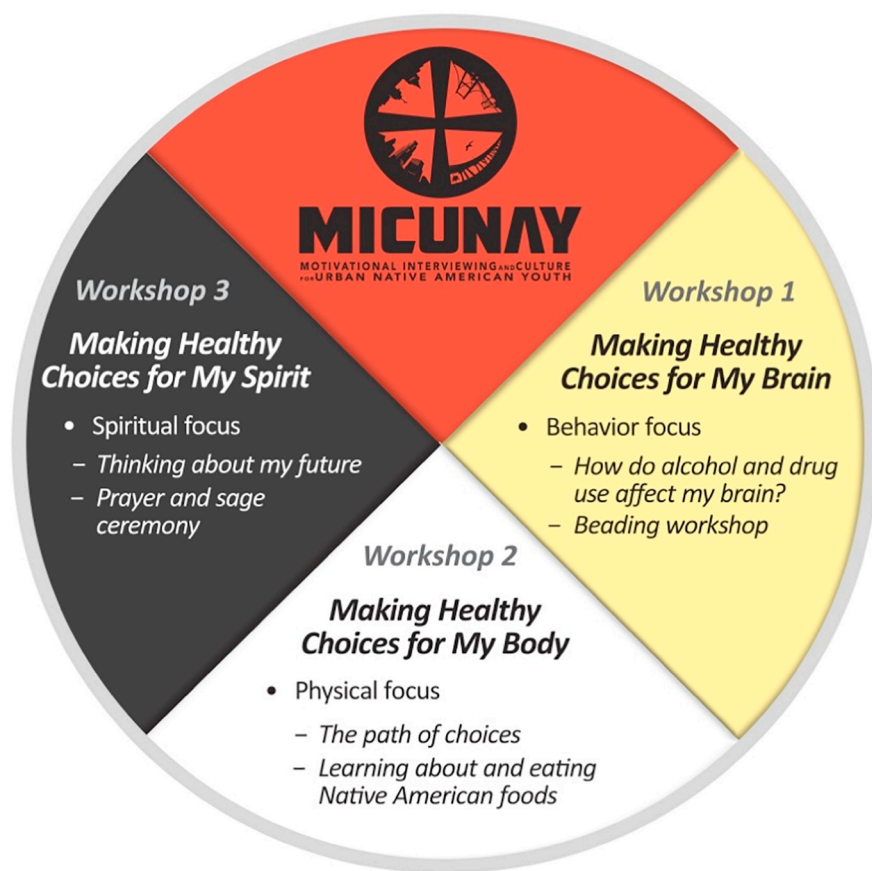 MICUNAY
MOTIVATIONAL INTERVIEWING AND CULTURE
FOR URBAN NATIVE AMERICAN YOUTH
Workshop 1
Making Healthy
Choices for My Brain
• Behavior focus
– How do alcohol and drug
use affect my brain?
– Beading workshop
Workshop 2
Making Healthy
Choices for My Body
• Physical focus
– The path of choices
– Learning about and eating
Native American foods
Workshop 3
Making Healthy
Choices for My Spirit
• Spiritual focus
– Thinking about my future
– Prayer and sage
ceremony